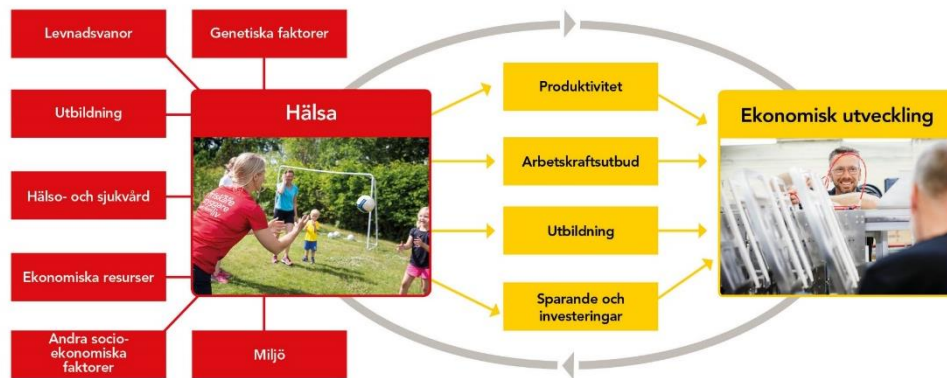 Levnadsvanor
Genetiska faktorer
Utbildning
Hälso- och sjukvård
Ekonomiska resurser
Andra socio-
ekonomiska
faktorer
Miljö
Hälsa
Produktivitet
Arbetskraftsutbud
Utbildning
Sparande och
investeringar
Ekonomisk utveckling